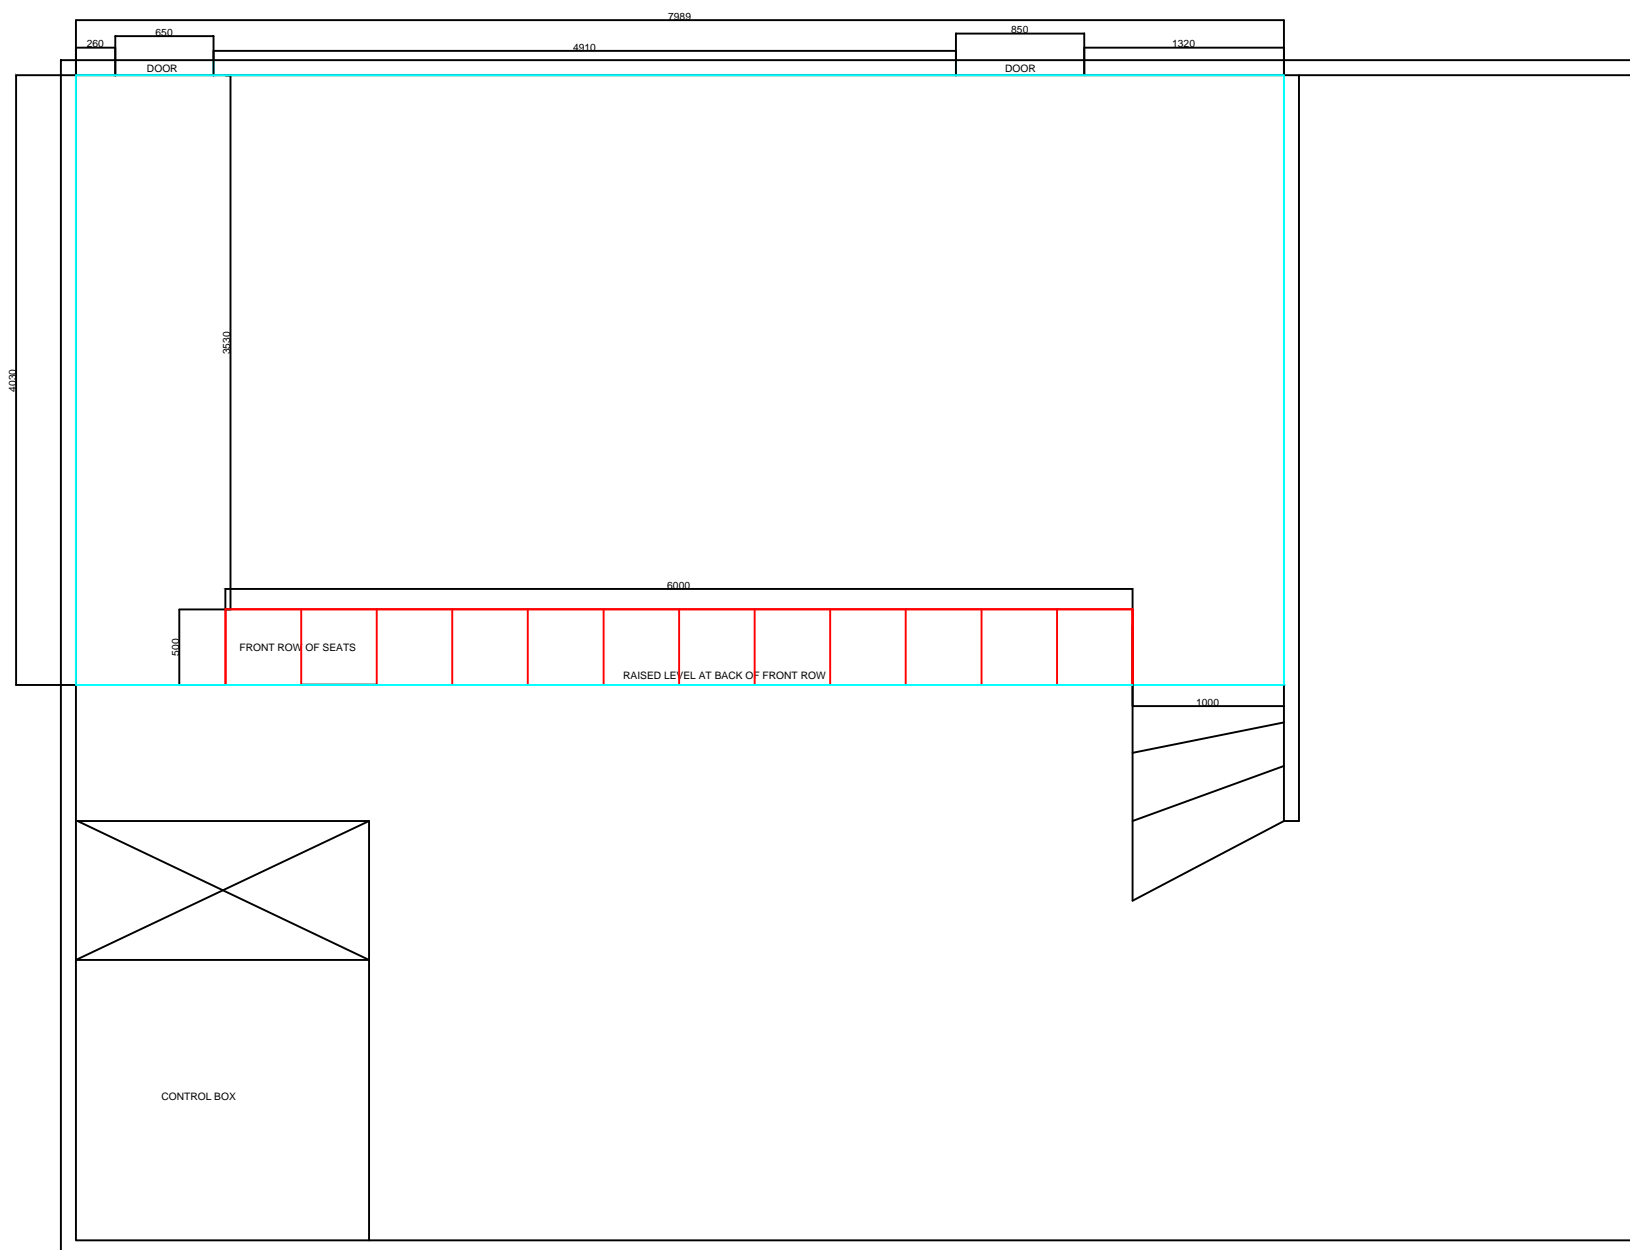 7989
260
650
4910
850
1320
DOOR
DOOR
3530
4030
6000
500
FRONT ROW OF SEATS
RAISED LEVEL AT BACK OF FRONT ROW
1000
CONTROL BOX